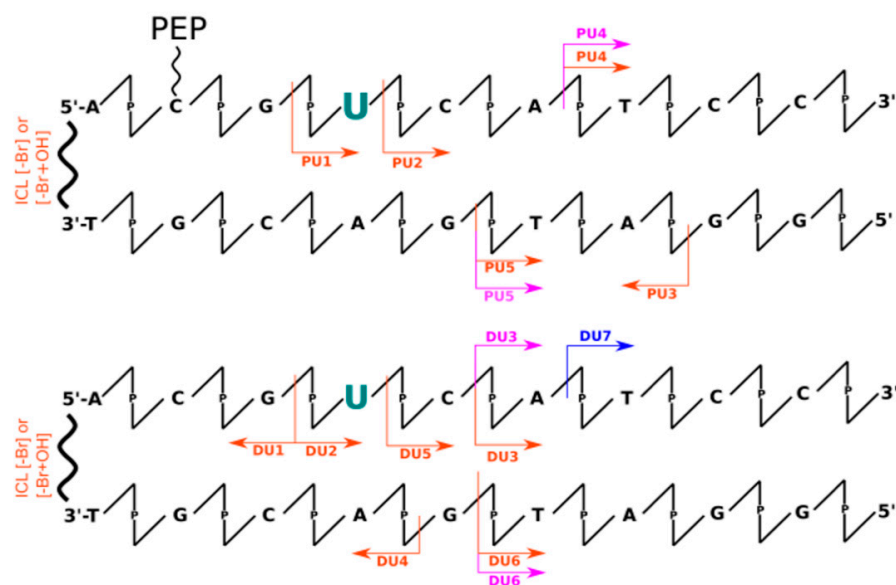 PEP
PU4
PU4
5'-A P C P G P U P C P A P T P C P C P 3'
PU1 PU2
ICL [-Br] or
[-Br+OH]
3'-T P G P C P A P G P T P A P G P G P 5'
PU5
PU3
PU5
DU3 DU7
5'-A P C P G P U P C P A P T P C P C P 3'
DU1 DU2 DU5 DU3
ICL [-Br] or
[-Br+OH]
3'-T P G P C P A P G P T P A P G P G P 5'
DU4 DU6
DU6